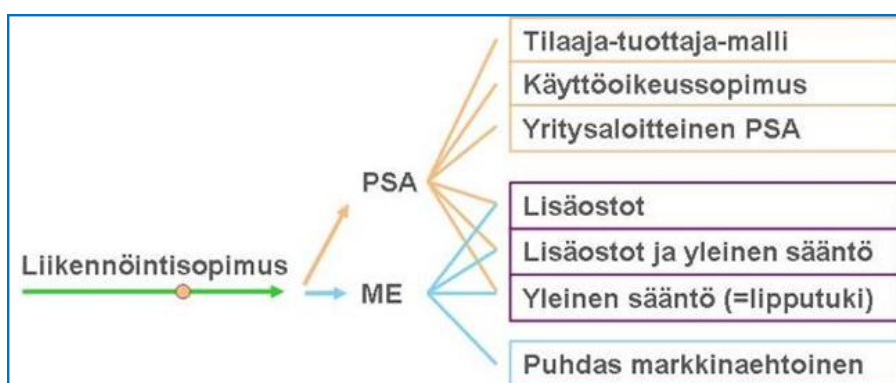 Tilaaja-tuottaja-malli
Käyttöoikeussopimus
Yritysaloitteinen PSA
PSA
Lisäostot
Lisäostot ja yleinen sääntö
Liikennöintisopimus
ME
Yleinen sääntö (=lipputuki)
Puhdas markkinaehtoinen